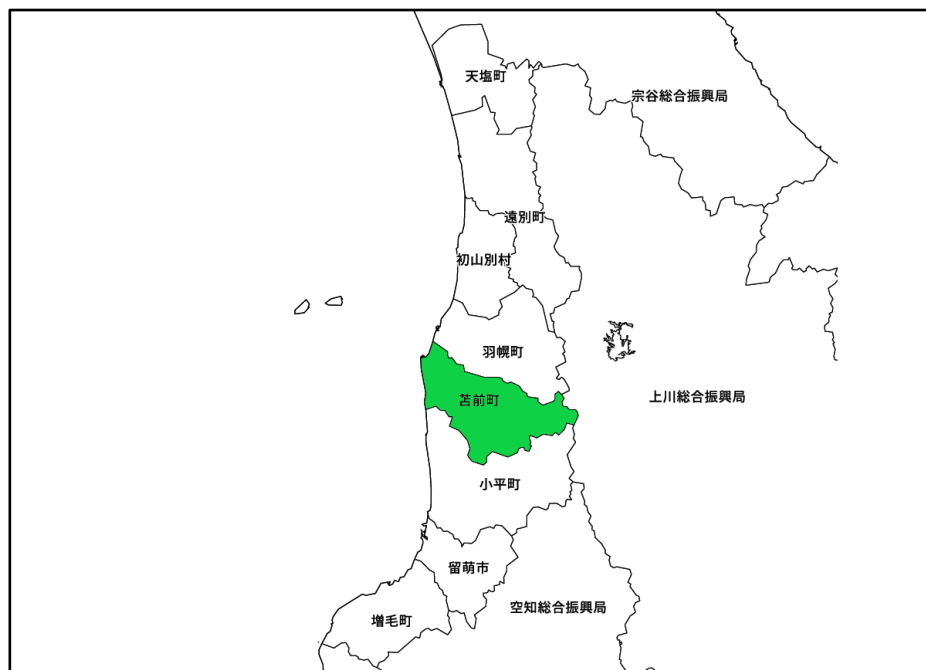 天塩町
宗谷総合振興局
遠別町
初山別村
羽幌町
上川総合振興局
苫前町
小平町
留萌市
空知総合振興局
増毛町